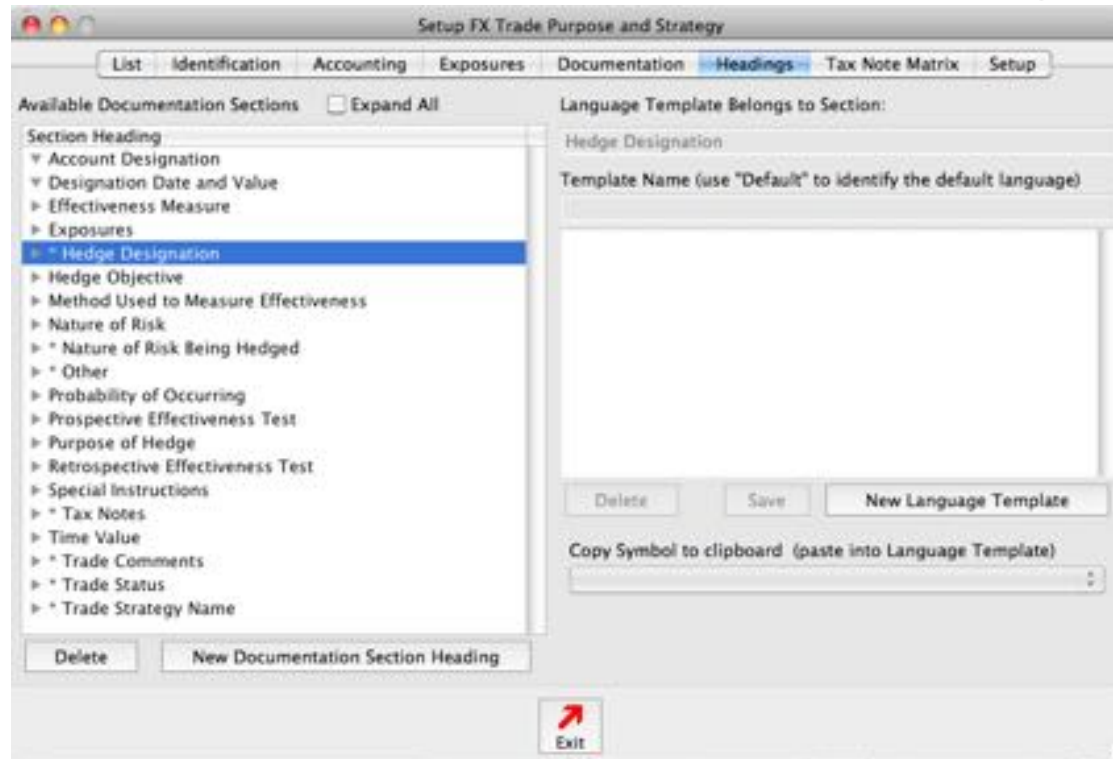 Setup FX Trade Purpose and Strategy
List Identification Accounting Exposures Documentation Headings Tax Note Matrix Setup
Available Documentation Sections Expand All
Section Heading
Account Designation
Designation Date and Value
Effectiveness Measure
Exposures
* Hedge Designation
Hedge Objective
Method Used to Measure Effectiveness
Nature of Risk
* Nature of Risk Being Hedged
* Other
Probability of Occurring
Prospective Effectiveness Test
Purpose of Hedge
Retrospective Effectiveness Test
Special Instructions
* Tax Notes
Time Value
* Trade Comments
* Trade Status
* Trade Strategy Name
Delete New Documentation Section Heading
Language Template Belongs to Section:
Hedge Designation
Template Name (use "Default" to identify the default language)
Delete Save New Language Template
Copy Symbol to clipboard (paste into Language Template)
Exit